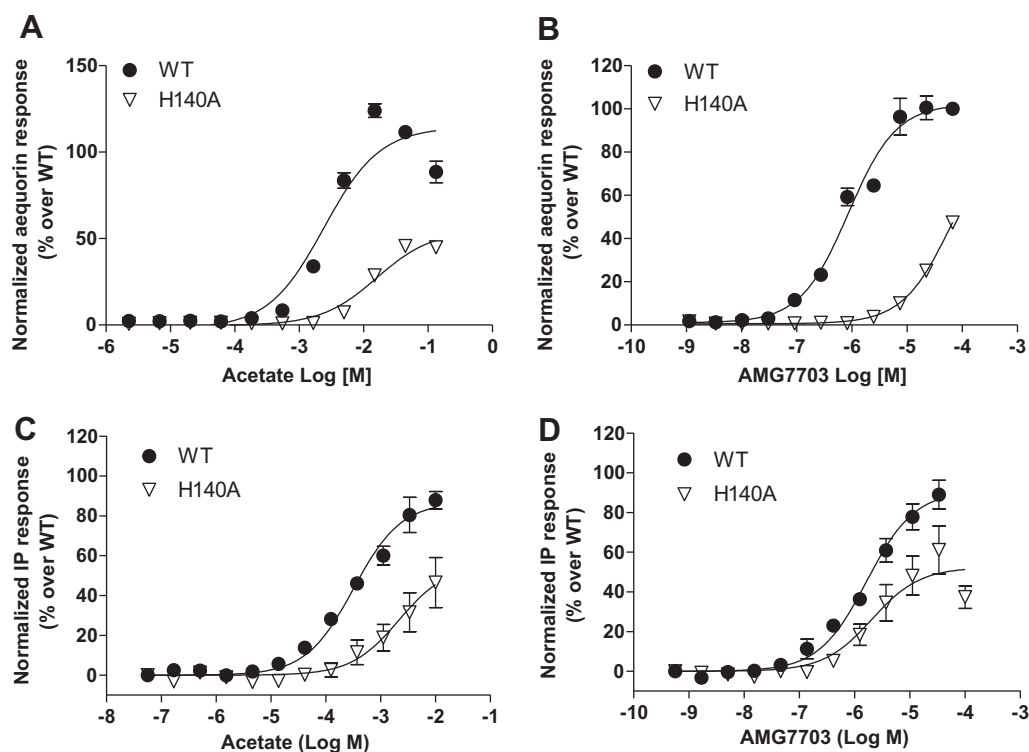 A
Normalized aequorin response
(% over WT)
150
100
50
0
WT
H140A
-6 -5 -4 -3 -2 -1 0
Acetate Log [M]
B
Normalized aequorin response
(% over WT)
120
100
80
60
40
20
0
WT
H140A
-10 -9 -8 -7 -6 -5 -4 -3
AMG7703 Log [M]
C
Normalized IP response
(% over WT)
120
100
80
60
40
20
0
WT
H140A
-8 -7 -6 -5 -4 -3 -2 -1
Acetate (Log M)
D
Normalized IP response
(% over WT)
120
100
80
60
40
20
0
WT
H140A
-10 -9 -8 -7 -6 -5 -4 -3
AMG7703 (Log M)